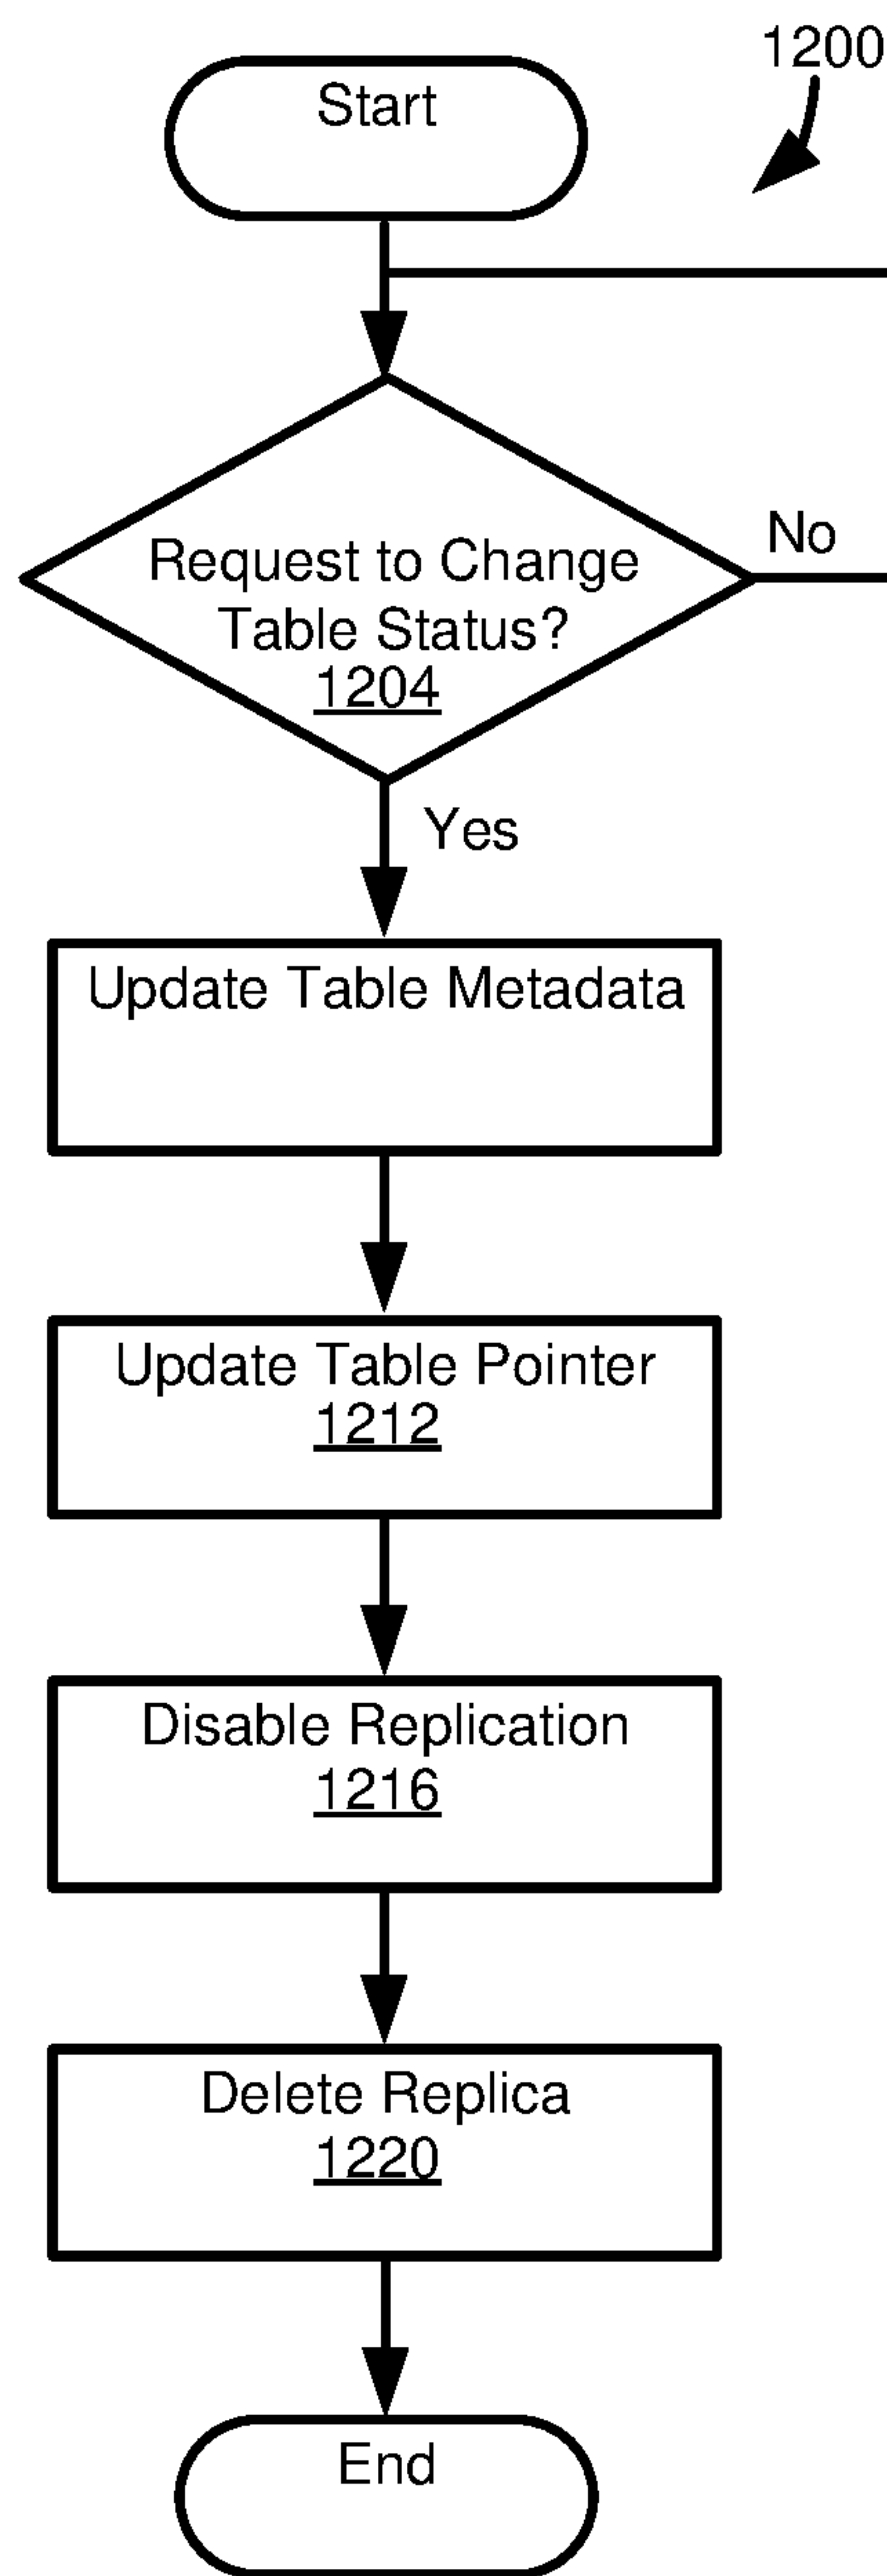 1200
Start
Request to Change
Table Status?
1204
No
Yes
Update Table Metadata
Update Table Pointer
1212
Disable Replication
1216
Delete Replica
1220
End